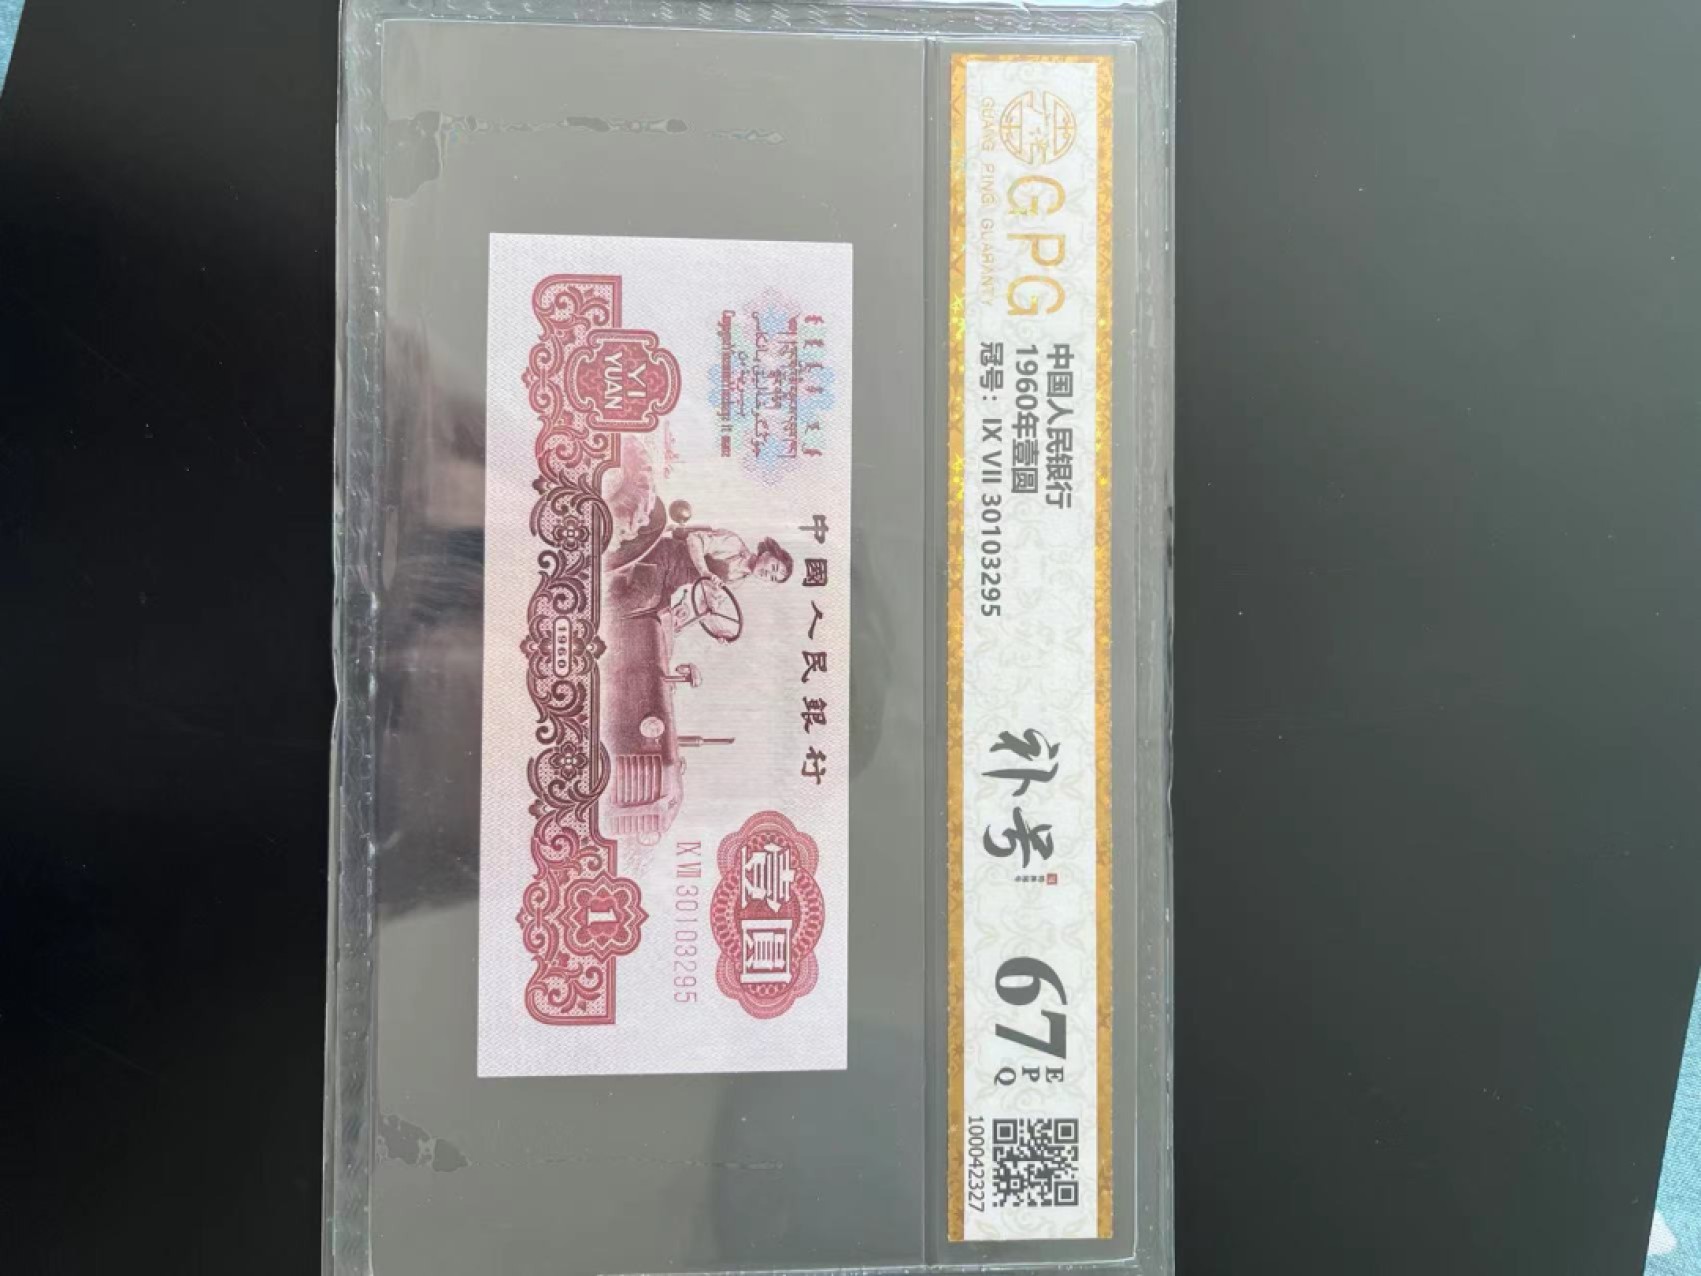 GPG
GUANG PING GUARANTY
中国人民银行
1960年壹圆
冠号：IX VII 30103295
补号
67
E
P
Q
100042327
中國人民銀行
YI
YUAN
壹圓
IX VII 30103295
1960
1